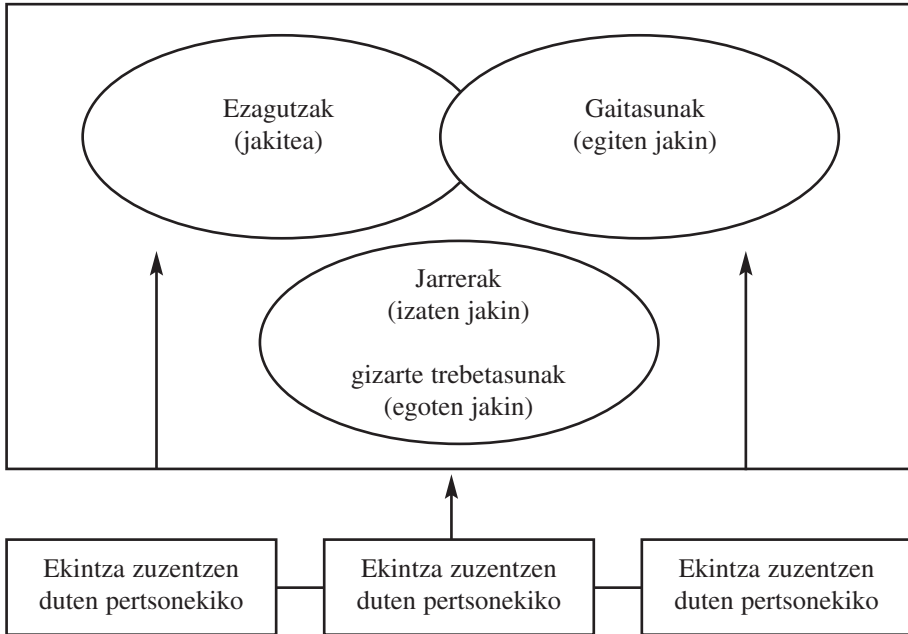 Ezagutzak
(jakitea)
Gaitasunak
(egiten jakin)
Jarrerak
(izaten jakin)
gizarte trebetasunak
(egoten jakin)
Ekintza zuzentzen
duten pertsonekiko
Ekintza zuzentzen
duten pertsonekiko
Ekintza zuzentzen
duten pertsonekiko